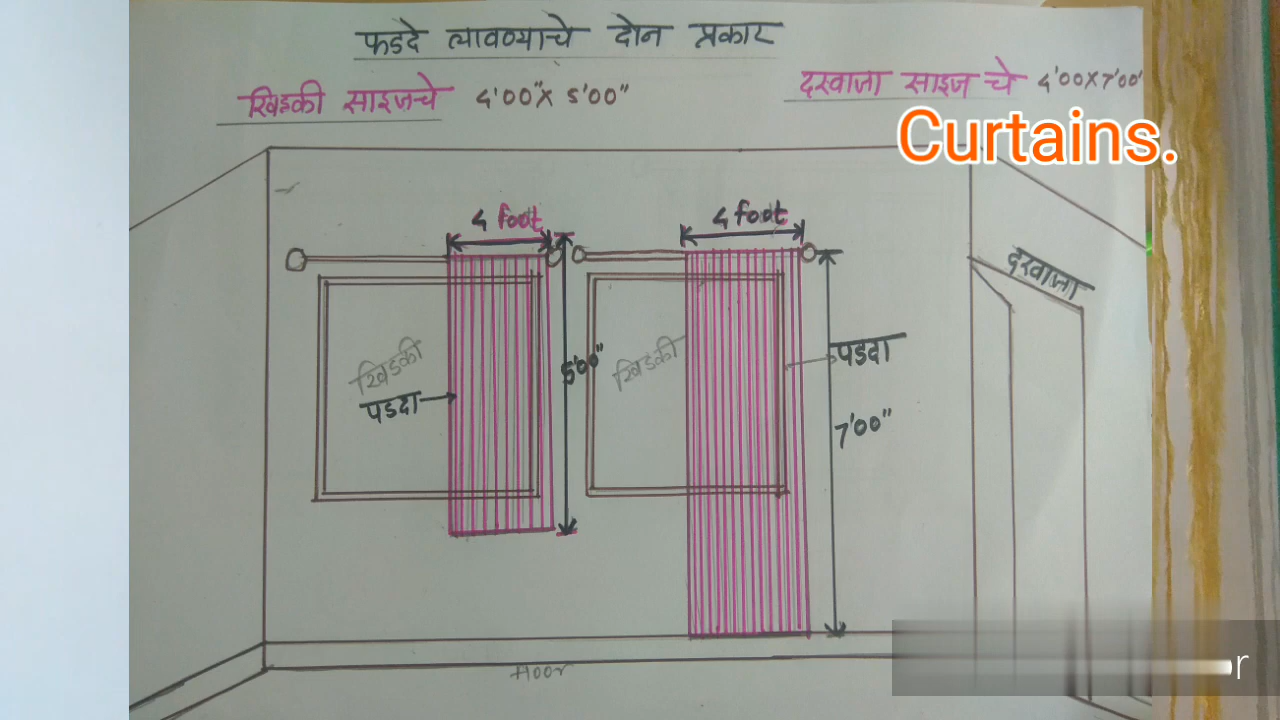 फडदे लावण्याचे दोन प्रकार
खिडकी साइजचे 4'00"X 5'00"
दरवाजा साइज चे 4'00X7'00'
Curtains.
4 foot
4 foot
दरवाजा
खिडकी
पडदा
5'00"
खिडकी
पडदा
7'00"
Floor
r